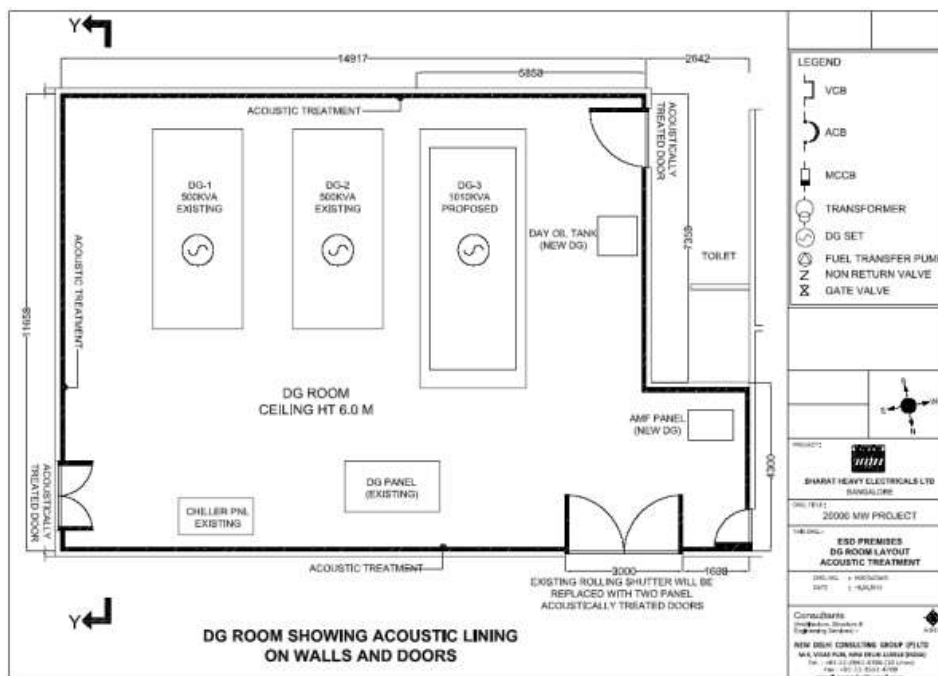 Y
14917
2642
5858
ACOUSTIC TREATMENT
ACOUSTICALLY
TREATED DOOR
DG-1
500KVA
EXISTING
DG-2
500KVA
EXISTING
DG-3
1010KVA
PROPOSED
DAY OIL TANK
(NEW DG)
7358
TOILET
ACOUSTIC TREATMENT
11658
DG ROOM
CEILING HT 6.0 M
AMF PANEL
(NEW DG)
4300
ACOUSTICALLY
TREATED DOOR
DG PANEL
(EXISTING)
CHILLER PNL
EXISTING
ACOUSTIC TREATMENT
3000
EXISTING ROLLING SHUTTER WILL BE
REPLACED WITH TWO PANEL
ACOUSTICALLY TREATED DOORS
Y
DG ROOM SHOWING ACOUSTIC LINING
ON WALLS AND DOORS
LEGEND
VCB
ACB
MCCB
TRANSFORMER
DG SET
FUEL TRANSFER PUMP
NON RETURN VALVE
GATE VALVE
W
N
PROJECT:
BHARAT HEAVY ELECTRICALS LTD
BANGALORE
20000 MW PROJECT
ESD PREMISES
DG ROOM LAYOUT
ACOUSTIC TREATMENT
DATE
Consultants
NEW DELHI CONSULTING GROUP (P) LTD